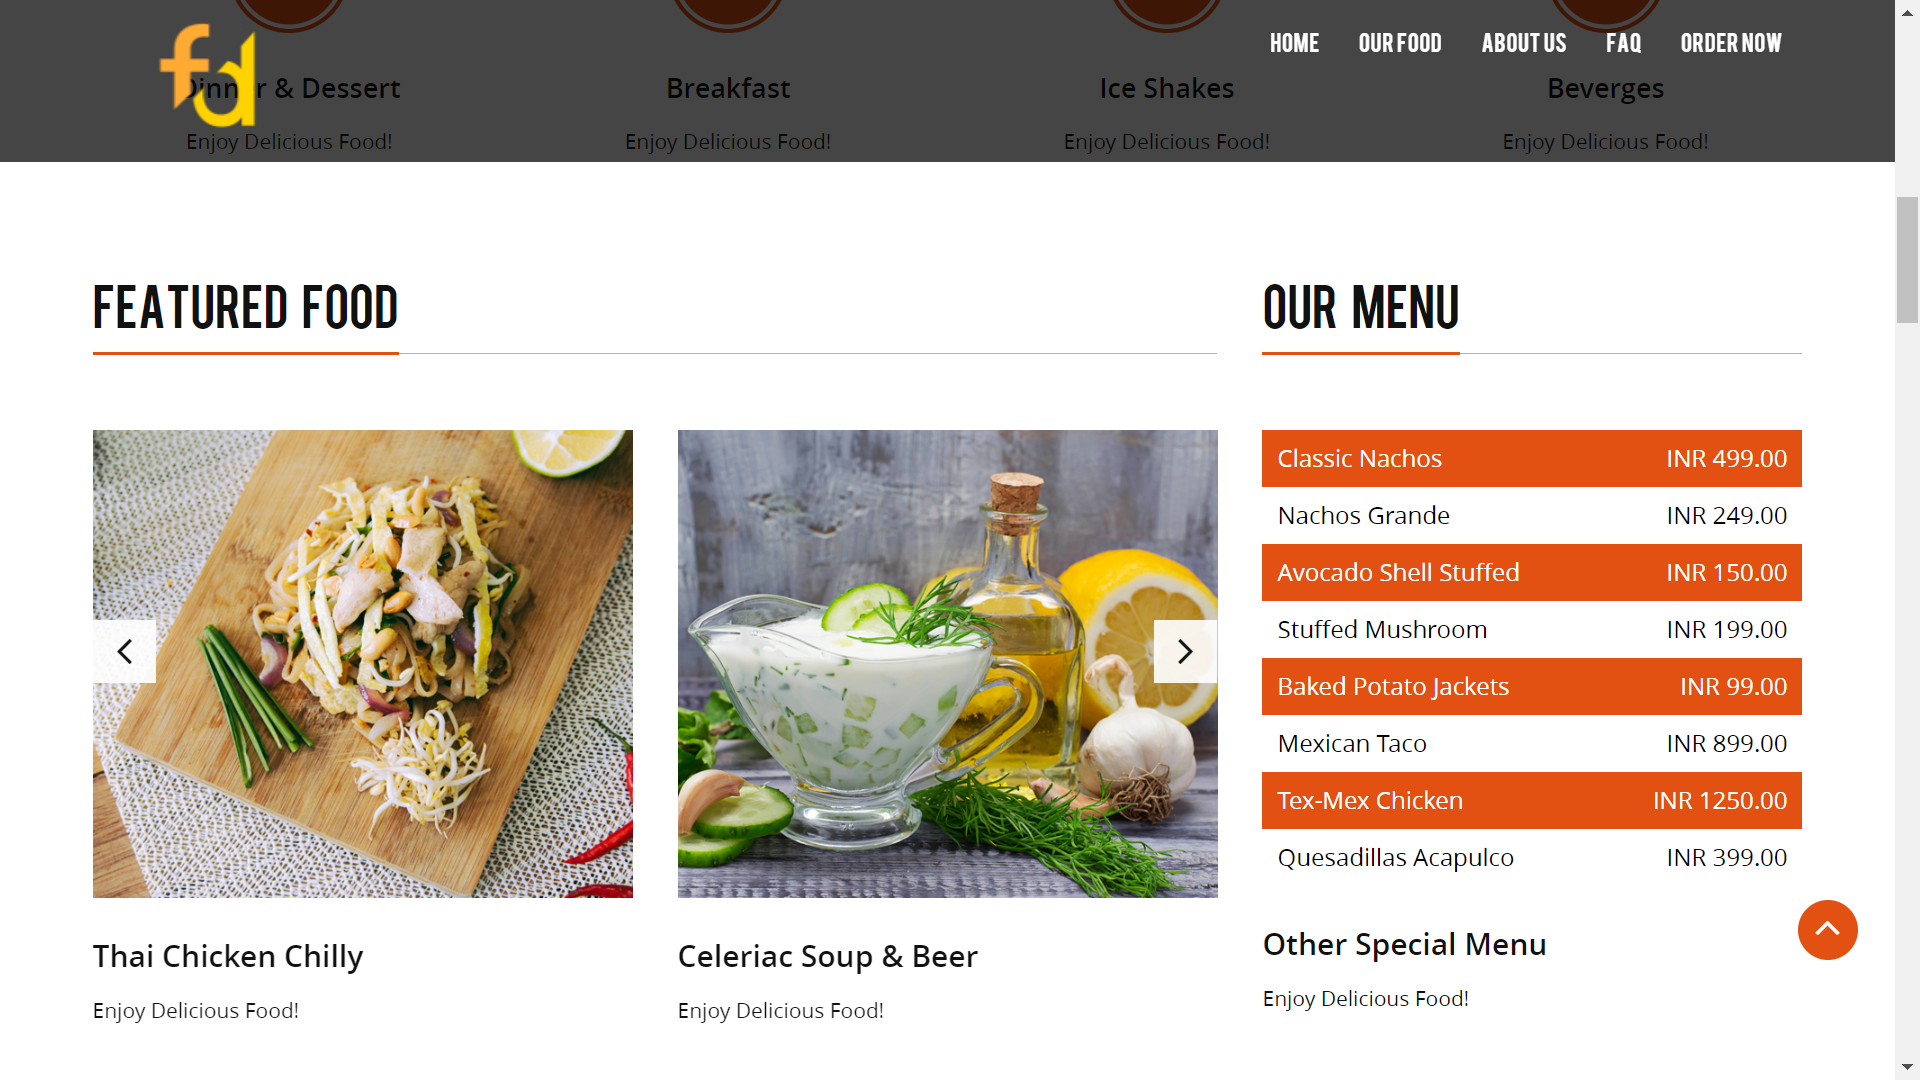 fd
HOME OUR FOOD ABOUT US FAQ ORDER NOW
Dinner & Dessert
Enjoy Delicious Food!
Breakfast
Enjoy Delicious Food!
Ice Shakes
Enjoy Delicious Food!
Beverges
Enjoy Delicious Food!
FEATURED FOOD
Thai Chicken Chilly
Enjoy Delicious Food!
Celeriac Soup & Beer
Enjoy Delicious Food!
OUR MENU
Classic Nachos INR 499.00
Nachos Grande INR 249.00
Avocado Shell Stuffed INR 150.00
Stuffed Mushroom INR 199.00
Baked Potato Jackets INR 99.00
Mexican Taco INR 899.00
Tex-Mex Chicken INR 1250.00
Quesadillas Acapulco INR 399.00
Other Special Menu
Enjoy Delicious Food!